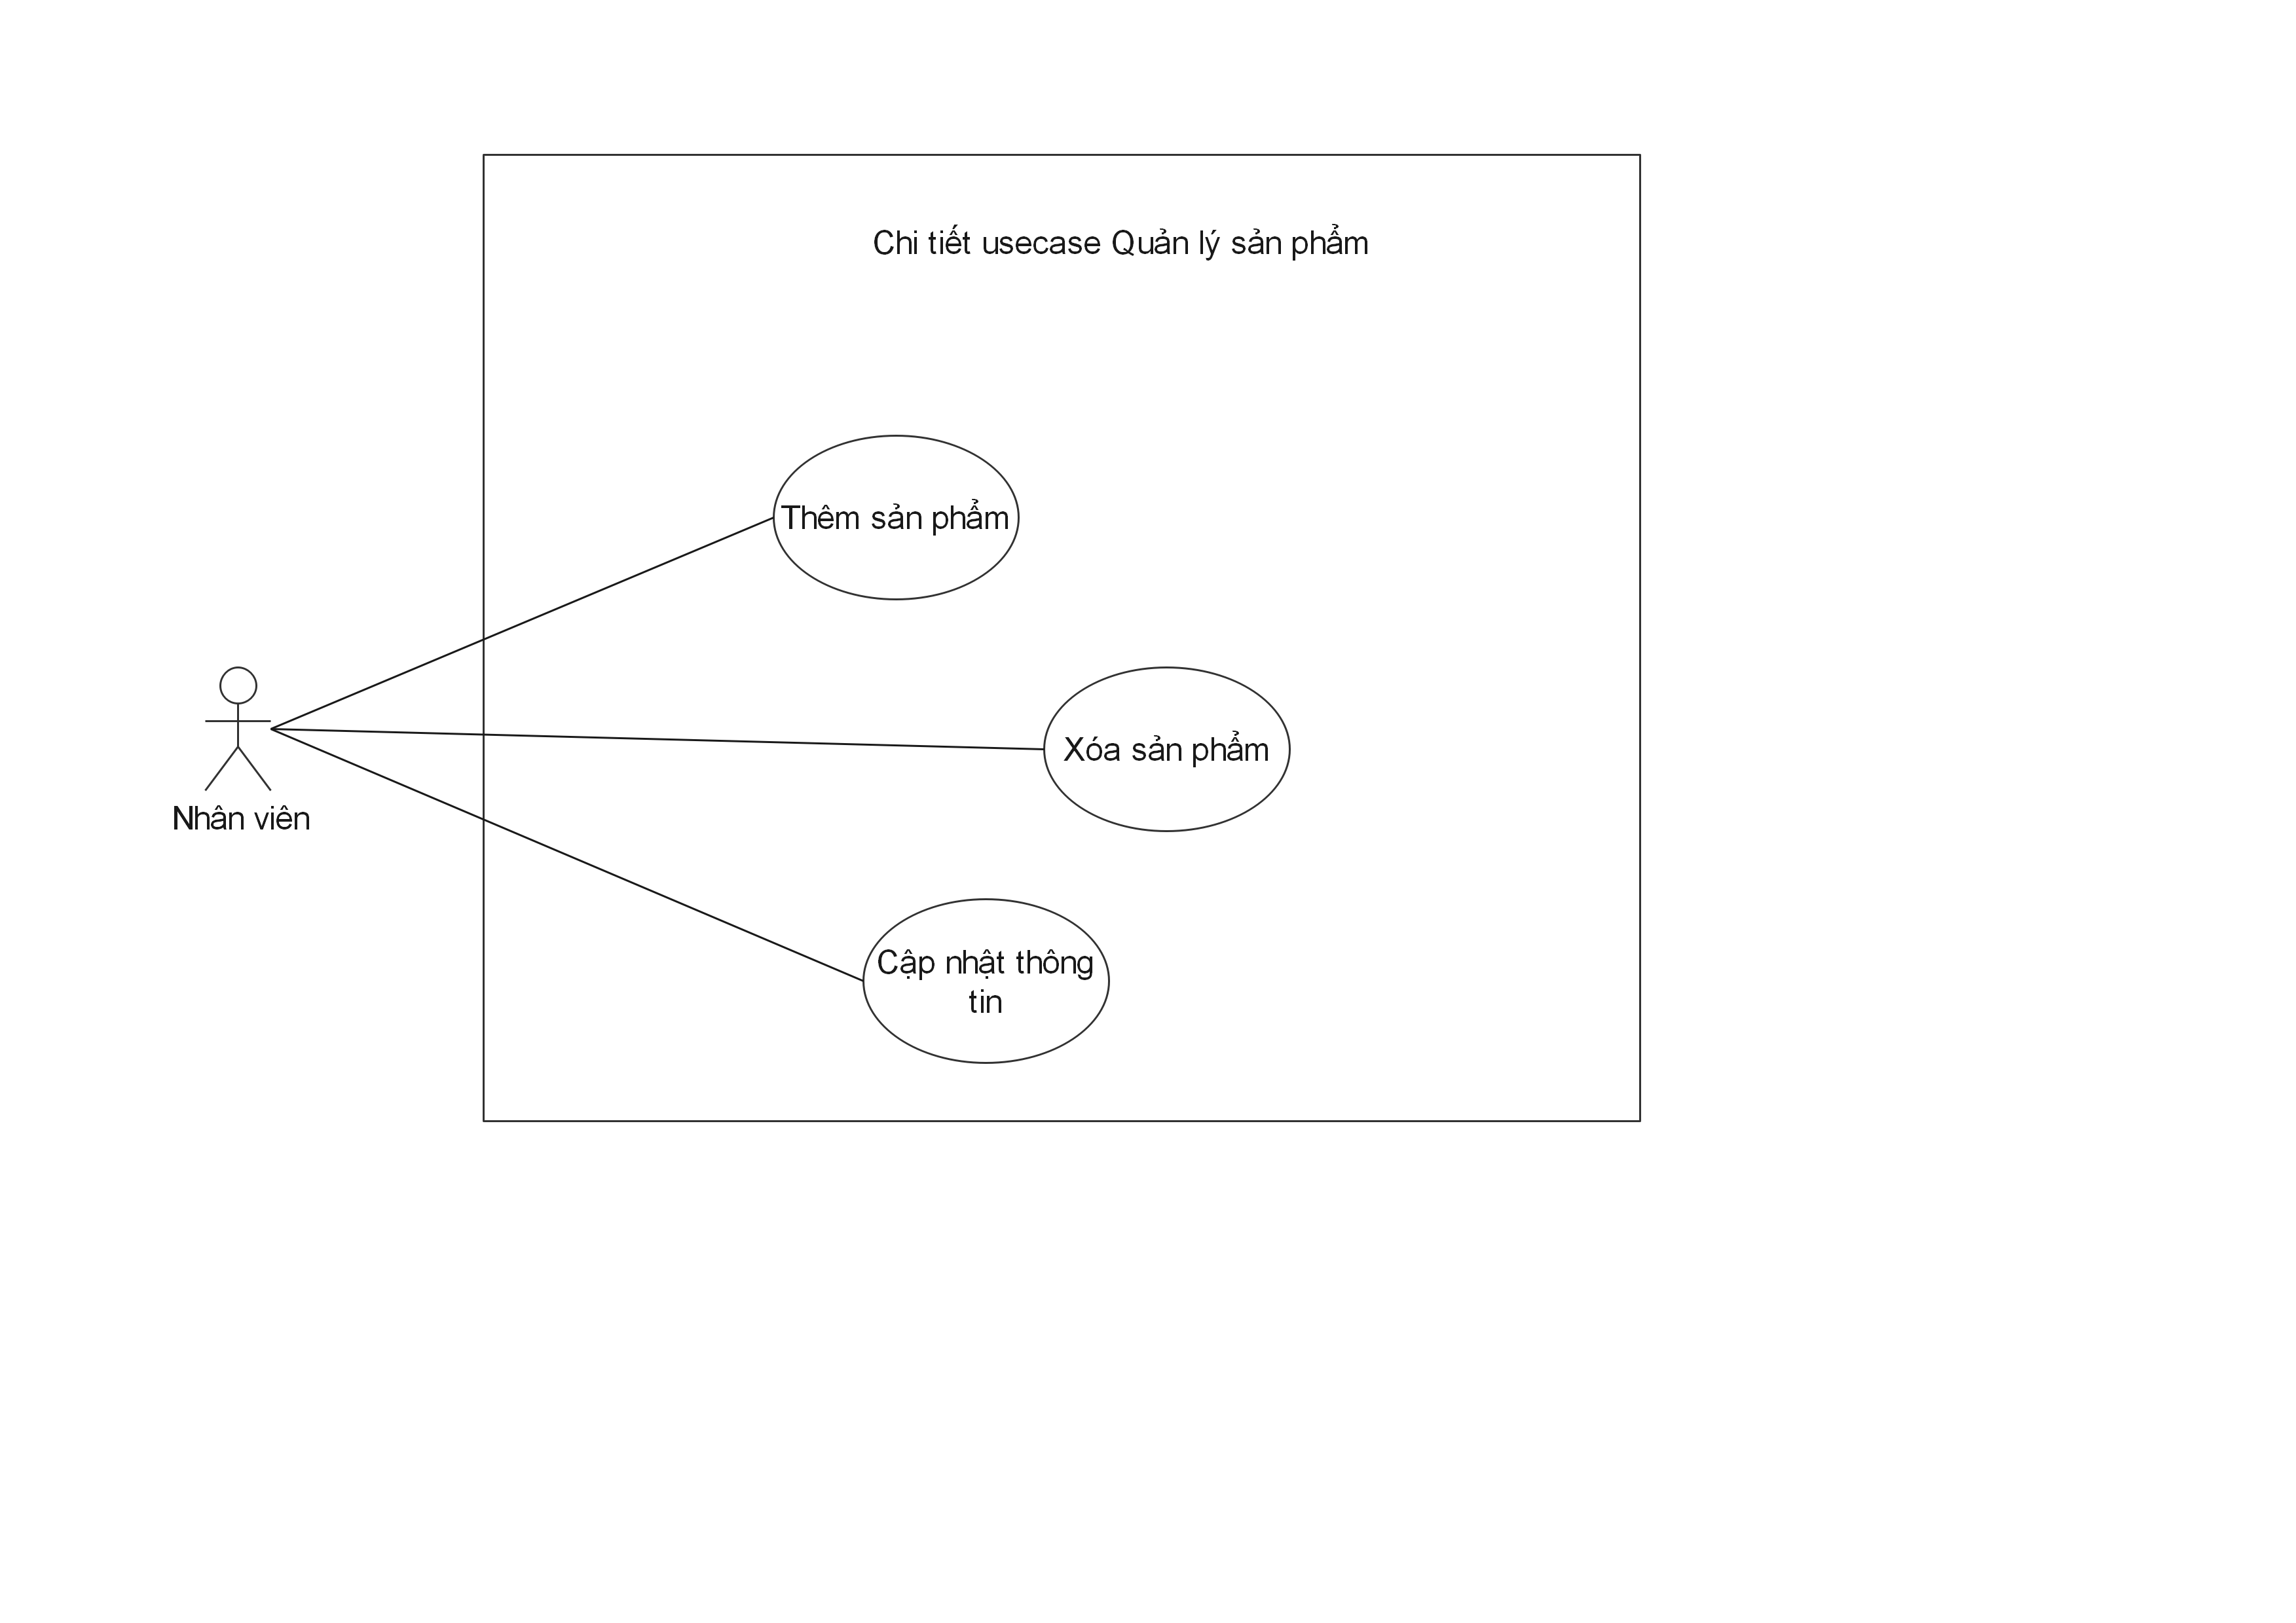 Chi tiết usecase Quản lý sản phẩm
Thêm sản phẩm
Xóa sản phẩm
Nhân viên
Cập nhật thông
tin